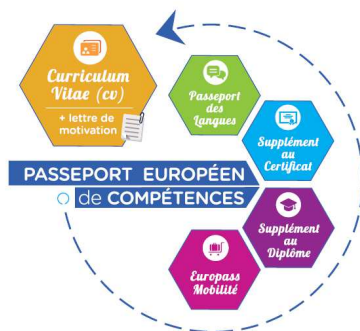 Curriculum
Vitae (cv)
+ lettre de
motivation
Passeport
des
Langues
Supplément
au
Certificat
PASSEPORT EUROPÉEN
de COMPÉTENCES
Supplément
au
Diplôme
Europass
Mobilité